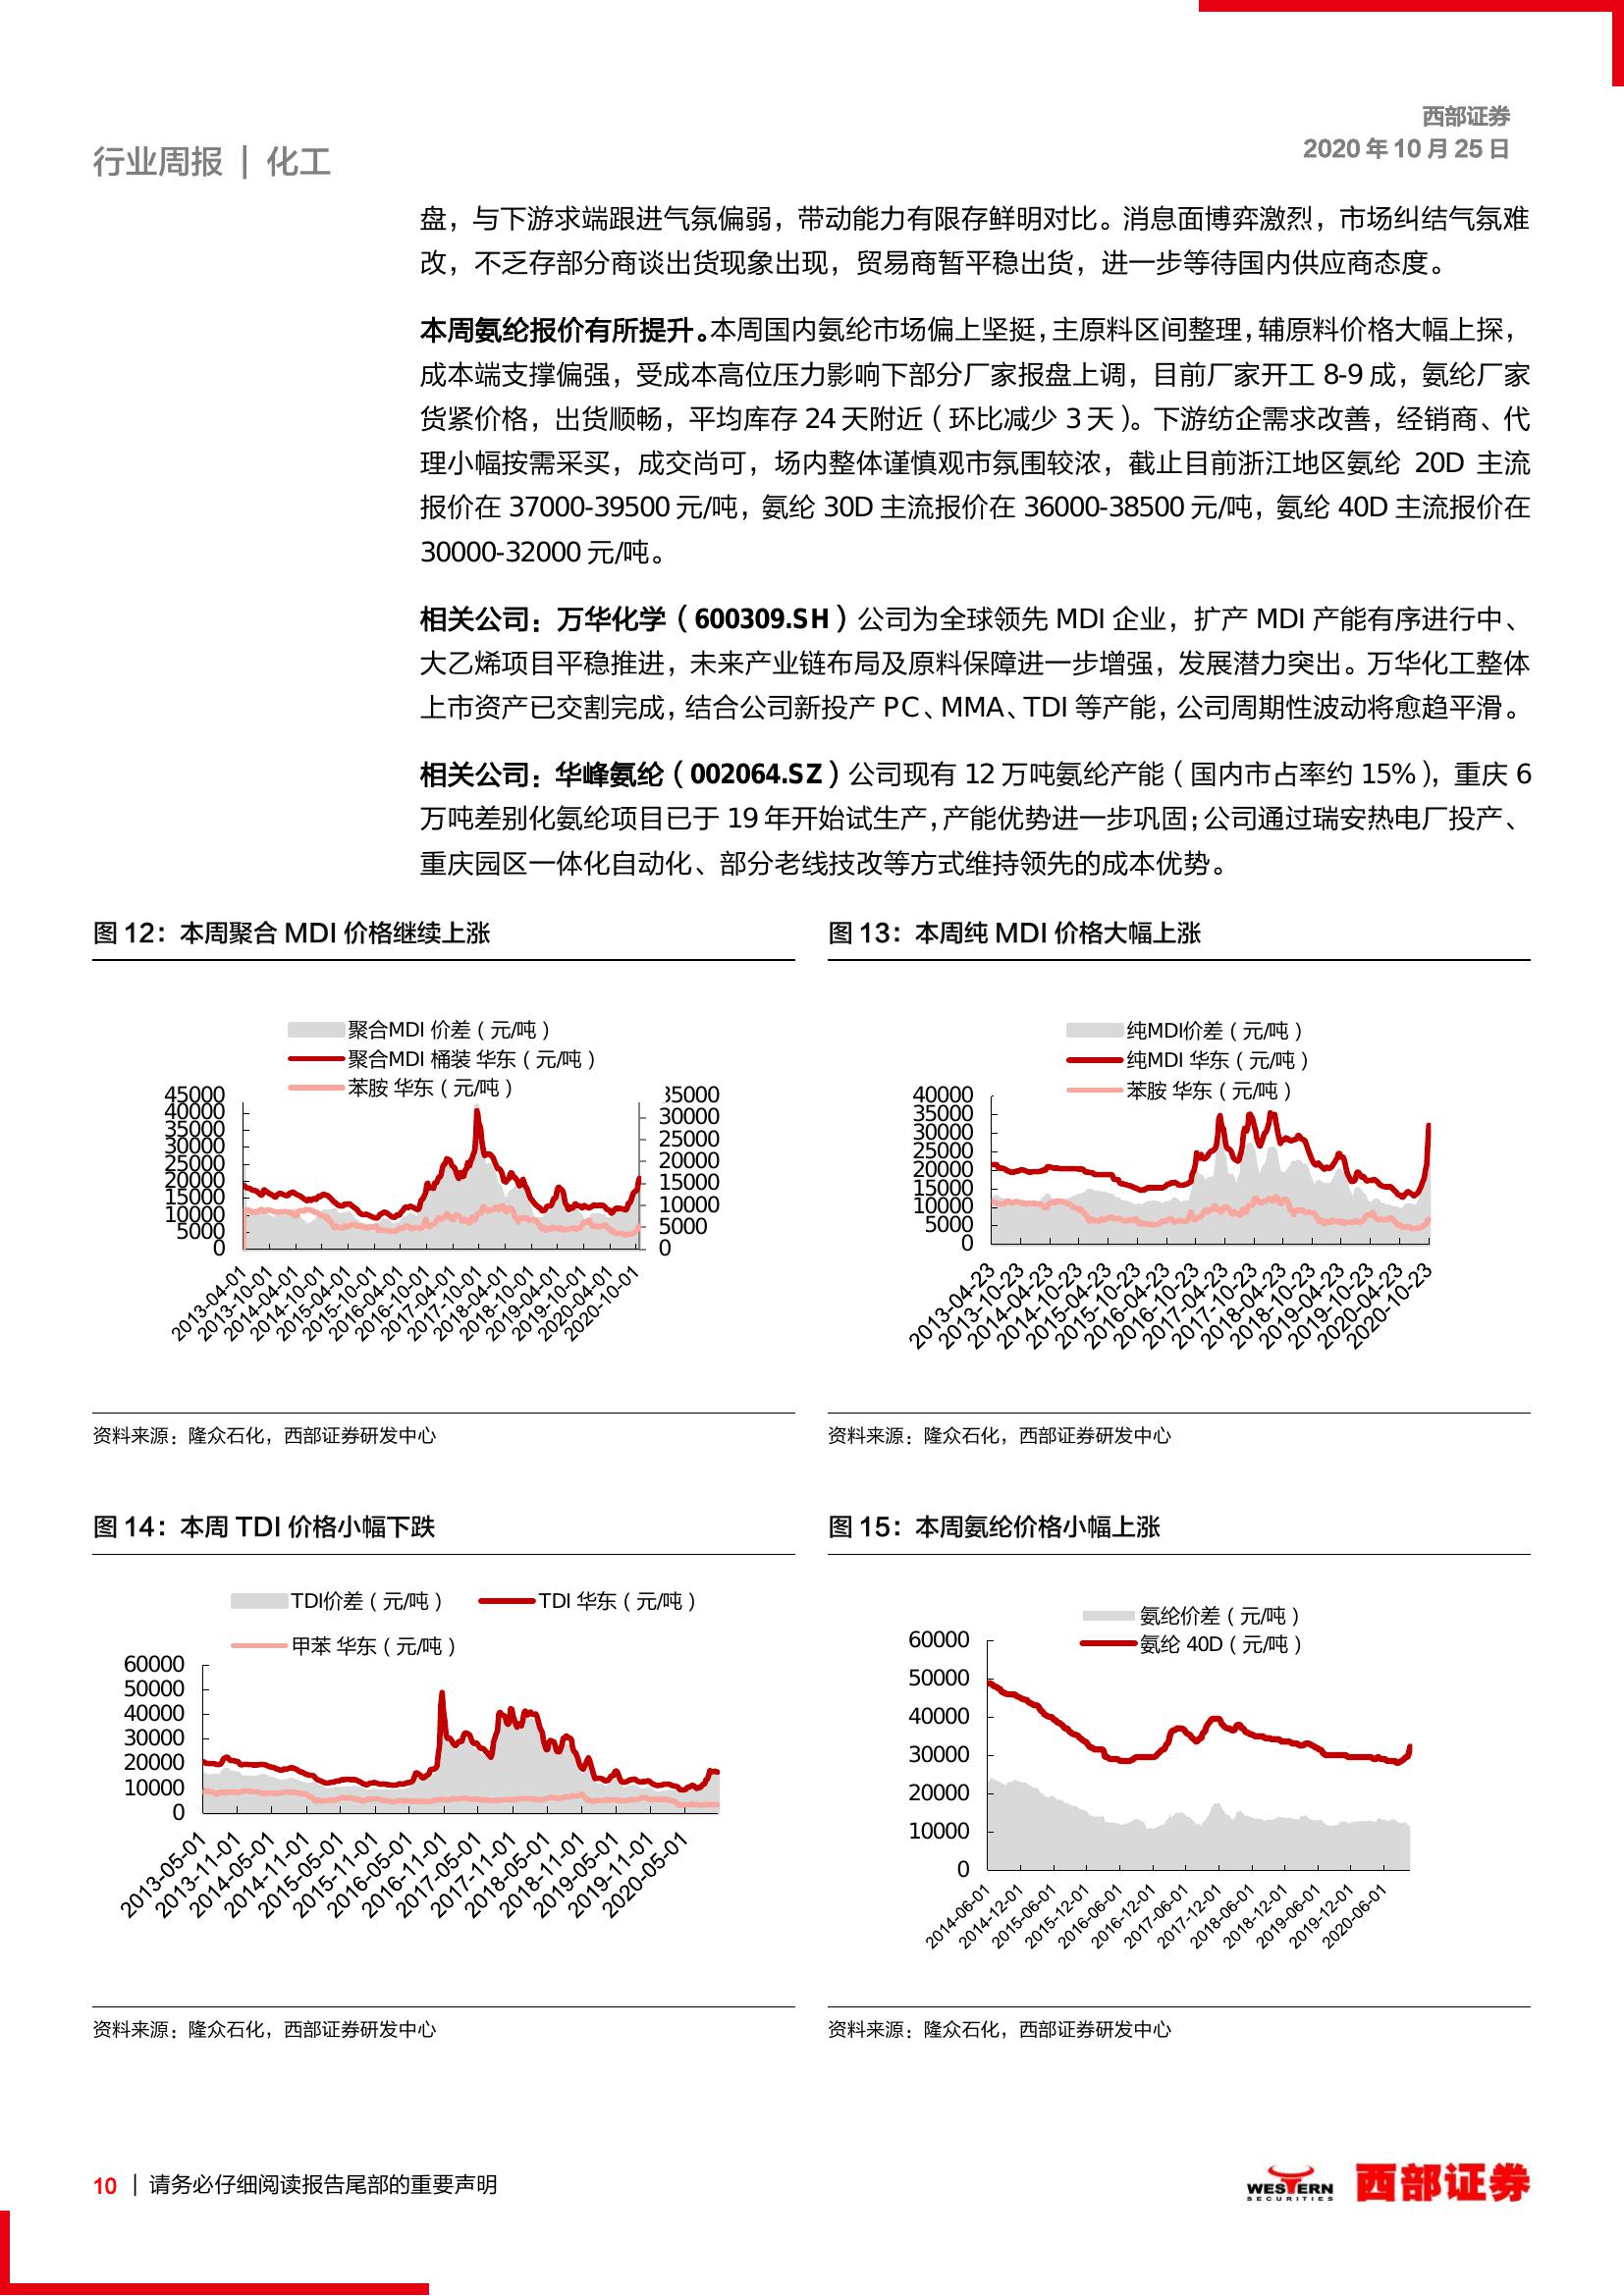 西部证券
2020 年 10 月 25 日
行业周报 | 化工
盘，与下游求端跟进气氛偏弱，带动能力有限存鲜明对比。消息面博弈激烈，市场纠结气氛难
改，不乏存部分商谈出货现象出现，贸易商暂平稳出货，进一步等待国内供应商态度。
本周氨纶报价有所提升。本周国内氨纶市场偏上坚挺，主原料区间整理，辅原料价格大幅上探，
成本端支撑偏强，受成本高位压力影响下部分厂家报盘上调，目前厂家开工 8-9 成，氨纶厂家
货紧价格，出货顺畅，平均库存 24 天附近（环比减少 3 天）。下游纺企需求改善，经销商、代
理小幅按需采买，成交尚可，场内整体谨慎观市氛围较浓，截止目前浙江地区氨纶 20D 主流
报价在 37000-39500 元/吨，氨纶 30D 主流报价在 36000-38500 元/吨，氨纶 40D 主流报价在
30000-32000 元/吨。
相关公司：万华化学（600309.SH）公司为全球领先 MDI 企业，扩产 MDI 产能有序进行中、
大乙烯项目平稳推进，未来产业链布局及原料保障进一步增强，发展潜力突出。万华化工整体
上市资产已交割完成，结合公司新投产 PC、MMA、TDI 等产能，公司周期性波动将愈趋平滑。
相关公司：华峰氨纶（002064.SZ）公司现有 12 万吨氨纶产能（国内市占率约 15%），重庆 6
万吨差别化氨纶项目已于 19 年开始试生产，产能优势进一步巩固；公司通过瑞安热电厂投产、
重庆园区一体化自动化、部分老线技改等方式维持领先的成本优势。
图 12：本周聚合 MDI 价格继续上涨
聚合MDI 价差（元/吨）
聚合MDI 桶装 华东（元/吨）
苯胺 华东（元/吨）
45000
40000
35000
30000
25000
20000
15000
10000
5000
0
35000
30000
25000
20000
15000
10000
5000
0
2013-04-01
2013-10-01
2014-04-01
2014-10-01
2015-04-01
2015-10-01
2016-04-01
2016-10-01
2017-04-01
2017-10-01
2018-04-01
2018-10-01
2019-04-01
2019-10-01
2020-04-01
2020-10-01
资料来源：隆众石化，西部证券研发中心
图 13：本周纯 MDI 价格大幅上涨
纯MDI价差（元/吨）
纯MDI 华东（元/吨）
苯胺 华东（元/吨）
40000
35000
30000
25000
20000
15000
10000
5000
0
2013-04-23
2013-10-23
2014-04-23
2014-10-23
2015-04-23
2015-10-23
2016-04-23
2016-10-23
2017-04-23
2017-10-23
2018-04-23
2018-10-23
2019-04-23
2019-10-23
2020-04-23
2020-10-23
资料来源：隆众石化，西部证券研发中心
图 14：本周 TDI 价格小幅下跌
TDI价差（元/吨）
TDI 华东（元/吨）
甲苯 华东（元/吨）
60000
50000
40000
30000
20000
10000
0
2013-05-01
2013-11-01
2014-05-01
2014-11-01
2015-05-01
2015-11-01
2016-05-01
2016-11-01
2017-05-01
2017-11-01
2018-05-01
2018-11-01
2019-05-01
2019-11-01
2020-05-01
资料来源：隆众石化，西部证券研发中心
图 15：本周氨纶价格小幅上涨
氨纶价差（元/吨）
氨纶 40D（元/吨）
60000
50000
40000
30000
20000
10000
0
2014-06-01
2014-12-01
2015-06-01
2015-12-01
2016-06-01
2016-12-01
2017-06-01
2017-12-01
2018-06-01
2018-12-01
2019-06-01
2019-12-01
2020-06-01
资料来源：隆众石化，西部证券研发中心
10 | 请务必仔细阅读报告尾部的重要声明
WESTERN
SECURITIES
西部证券